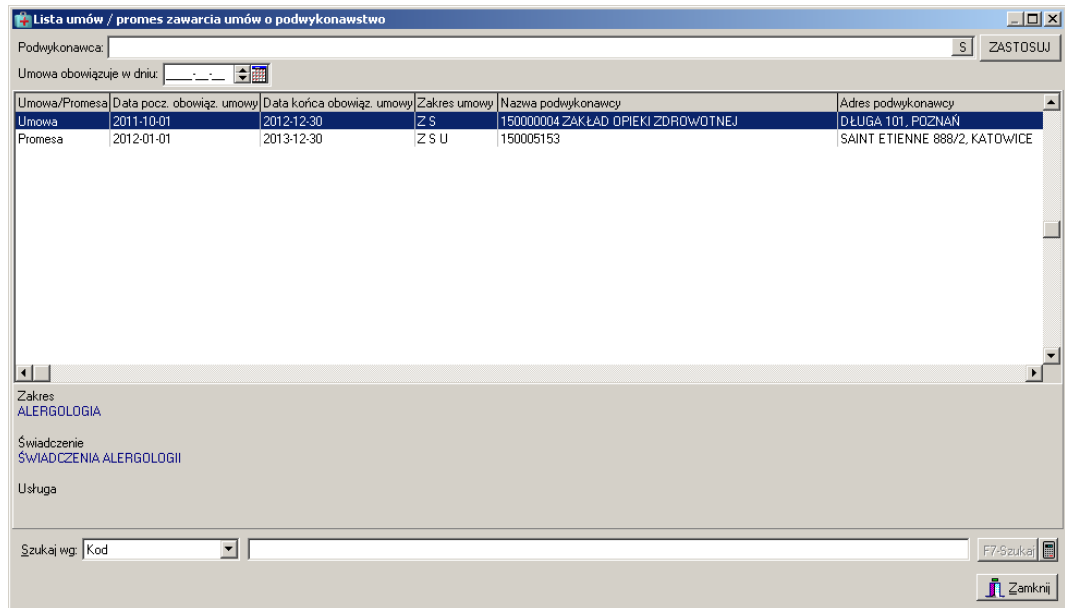 Lista umów / promes zawarcia umów o podwykonawstwo
Podwykonawca: S ZASTOSUJ
Umowa obowiązuje w dniu: __.__.__
Umowa/Promesa Data pocz. obowiąz. umowy Data końca obowiąz. umowy Zakres umowy Nazwa podwykonawcy Adres podwykonawcy
Umowa 2011-10-01 2012-12-30 Z S 150000004 ZAKŁAD OPIEKI ZDROWOTNEJ DŁUGA 101, POZNAŃ
Promesa 2012-01-01 2013-12-30 Z S U 150005153 SAINT ETIENNE 888/2, KATOWICE
Zakres
ALERGOLOGIA
Świadczenie
ŚWIADCZENIA ALERGOLOGII
Usługa
Szukaj wg: Kod F7-Szukaj
Zamknij